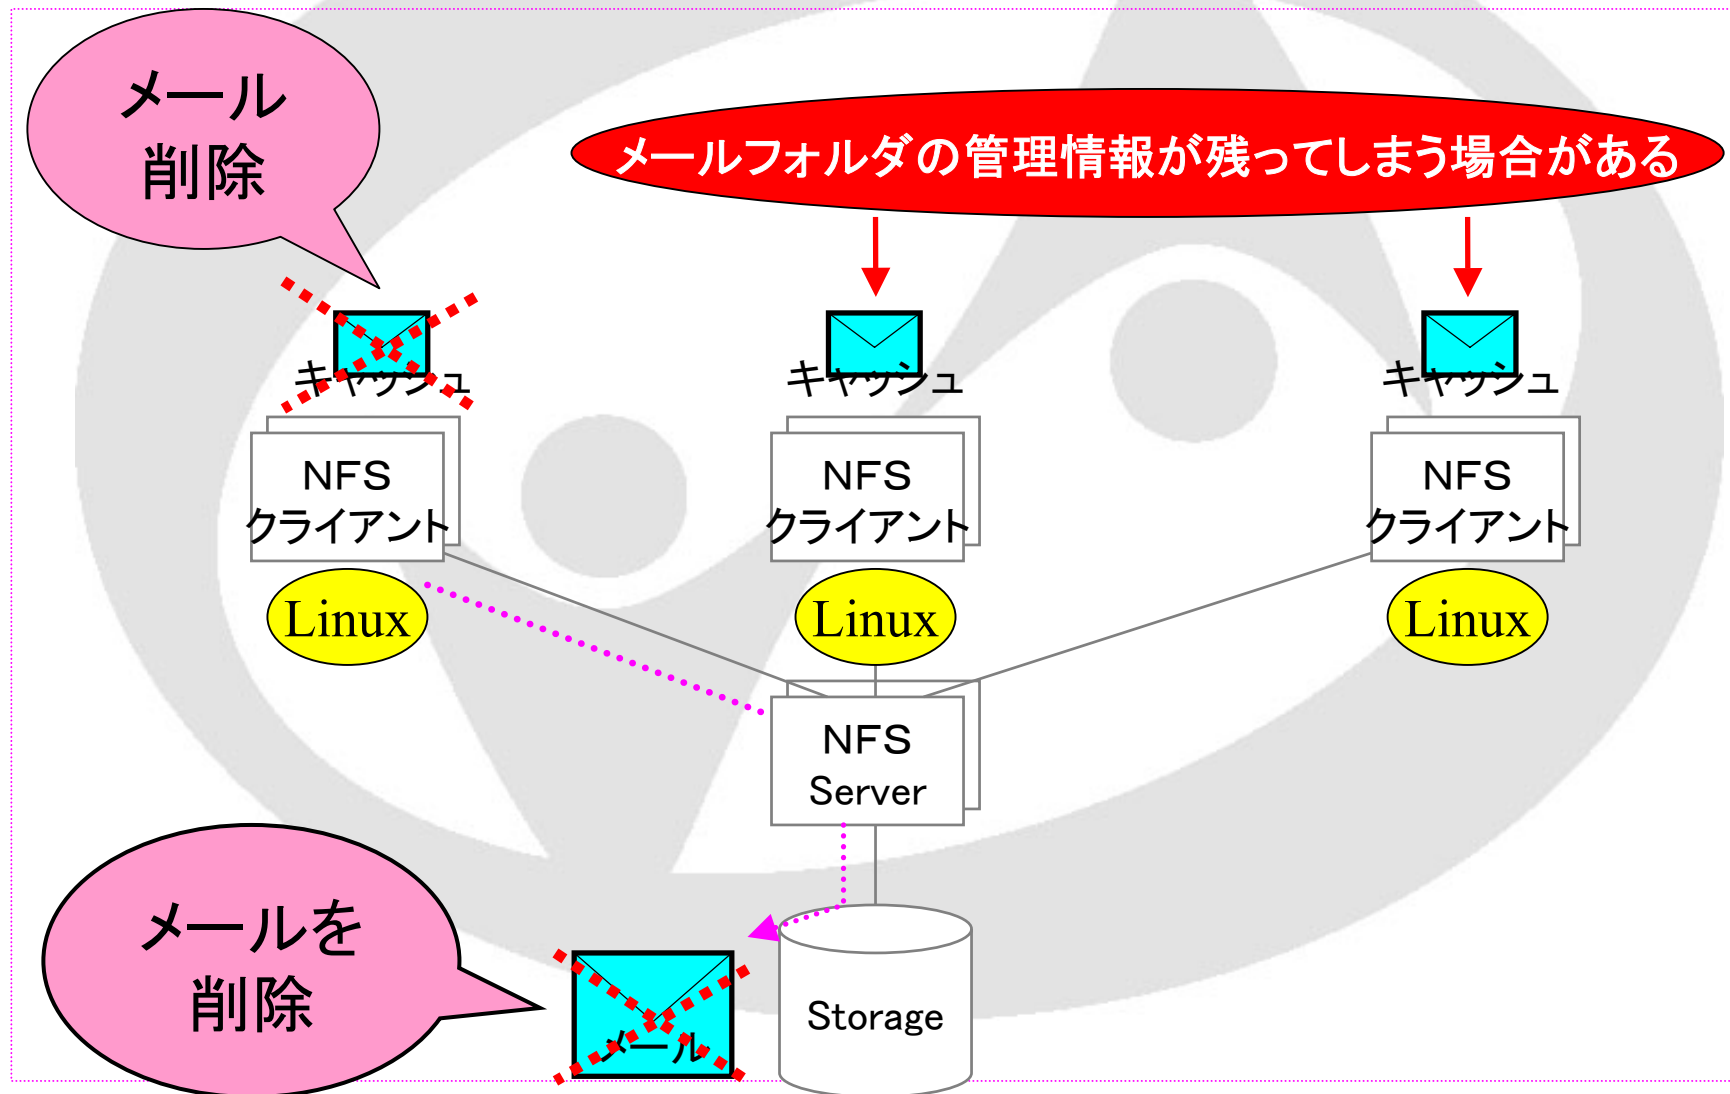 メール
削除
メールフォルダの管理情報が残ってしまう場合がある
キャッシュ
キャッシュ
キャッシュ
ＮＦＳ
クライアント
ＮＦＳ
クライアント
ＮＦＳ
クライアント
Linux
Linux
Linux
ＮＦＳ
Server
メールを
削除
メール
Storage